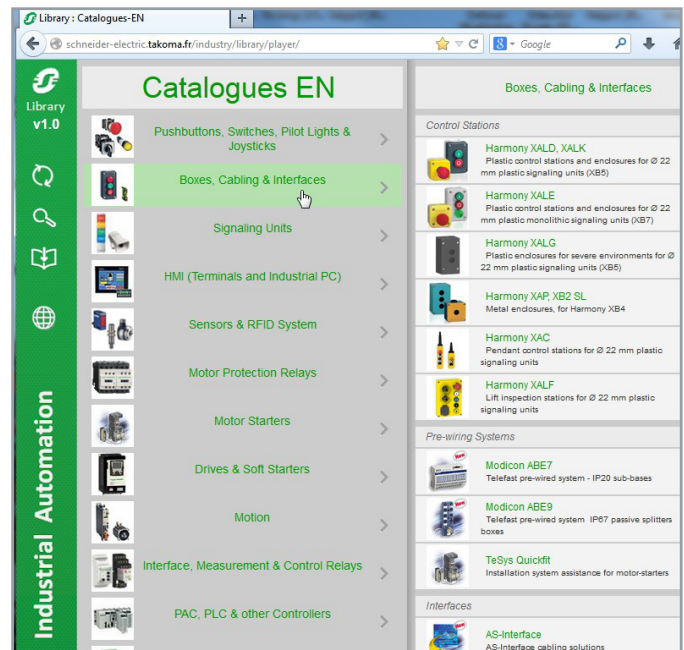 Library : Catalogues-EN
+
schneider-electric.takoma.fr/industry/library/player/
8
Google
Library
v1.0
Industrial Automation
Catalogues EN
Pushbuttons, Switches, Pilot Lights &
Joysticks
Boxes, Cabling & Interfaces
Signaling Units
HMI (Terminals and Industrial PC)
Sensors & RFID System
Motor Protection Relays
Motor Starters
Drives & Soft Starters
Motion
Interface, Measurement & Control Relays
PAC, PLC & other Controllers
Boxes, Cabling & Interfaces
Control Stations
Harmony XALD, XALK
Plastic control stations and enclosures for Ø 22
mm plastic signaling units (XB5)
Harmony XALE
Plastic control stations and enclosures for Ø 22
mm plastic monolithic signaling units (XB7)
Harmony XALG
Plastic enclosures for severe environments for Ø
22 mm plastic signaling units (XB5)
Harmony XAP, XB2 SL
Metal enclosures, for Harmony XB4
Harmony XAC
Pendant control stations for Ø 22 mm plastic
signaling units
Harmony XALF
Lift inspection stations for Ø 22 mm plastic
signaling units
Pre-wiring Systems
New
Modicon ABE7
Telefast pre-wired system - IP20 sub-bases
New
Modicon ABE9
Telefast pre-wired system IP67 passive splitters
boxes
TeSys Quickfit
Installation system assistance for motor-starters
Interfaces
New
AS-Interface
AS-Interface cabling solutions